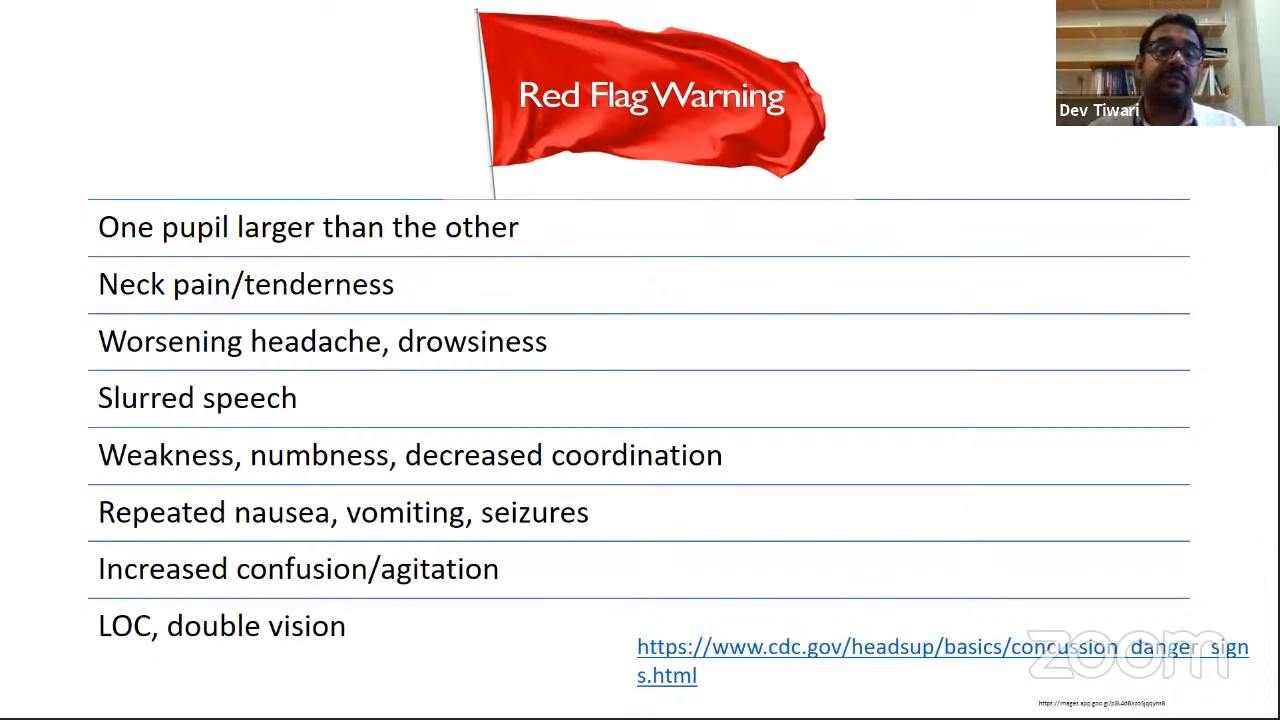 Red Flag Warning
Dev Tiwari
One pupil larger than the other
Neck pain/tenderness
Worsening headache, drowsiness
Slurred speech
Weakness, numbness, decreased coordination
Repeated nausea, vomiting, seizures
Increased confusion/agitation
LOC, double vision
https://www.cdc.gov/headsup/basics/concussion_danger_sign
s.html
zoom